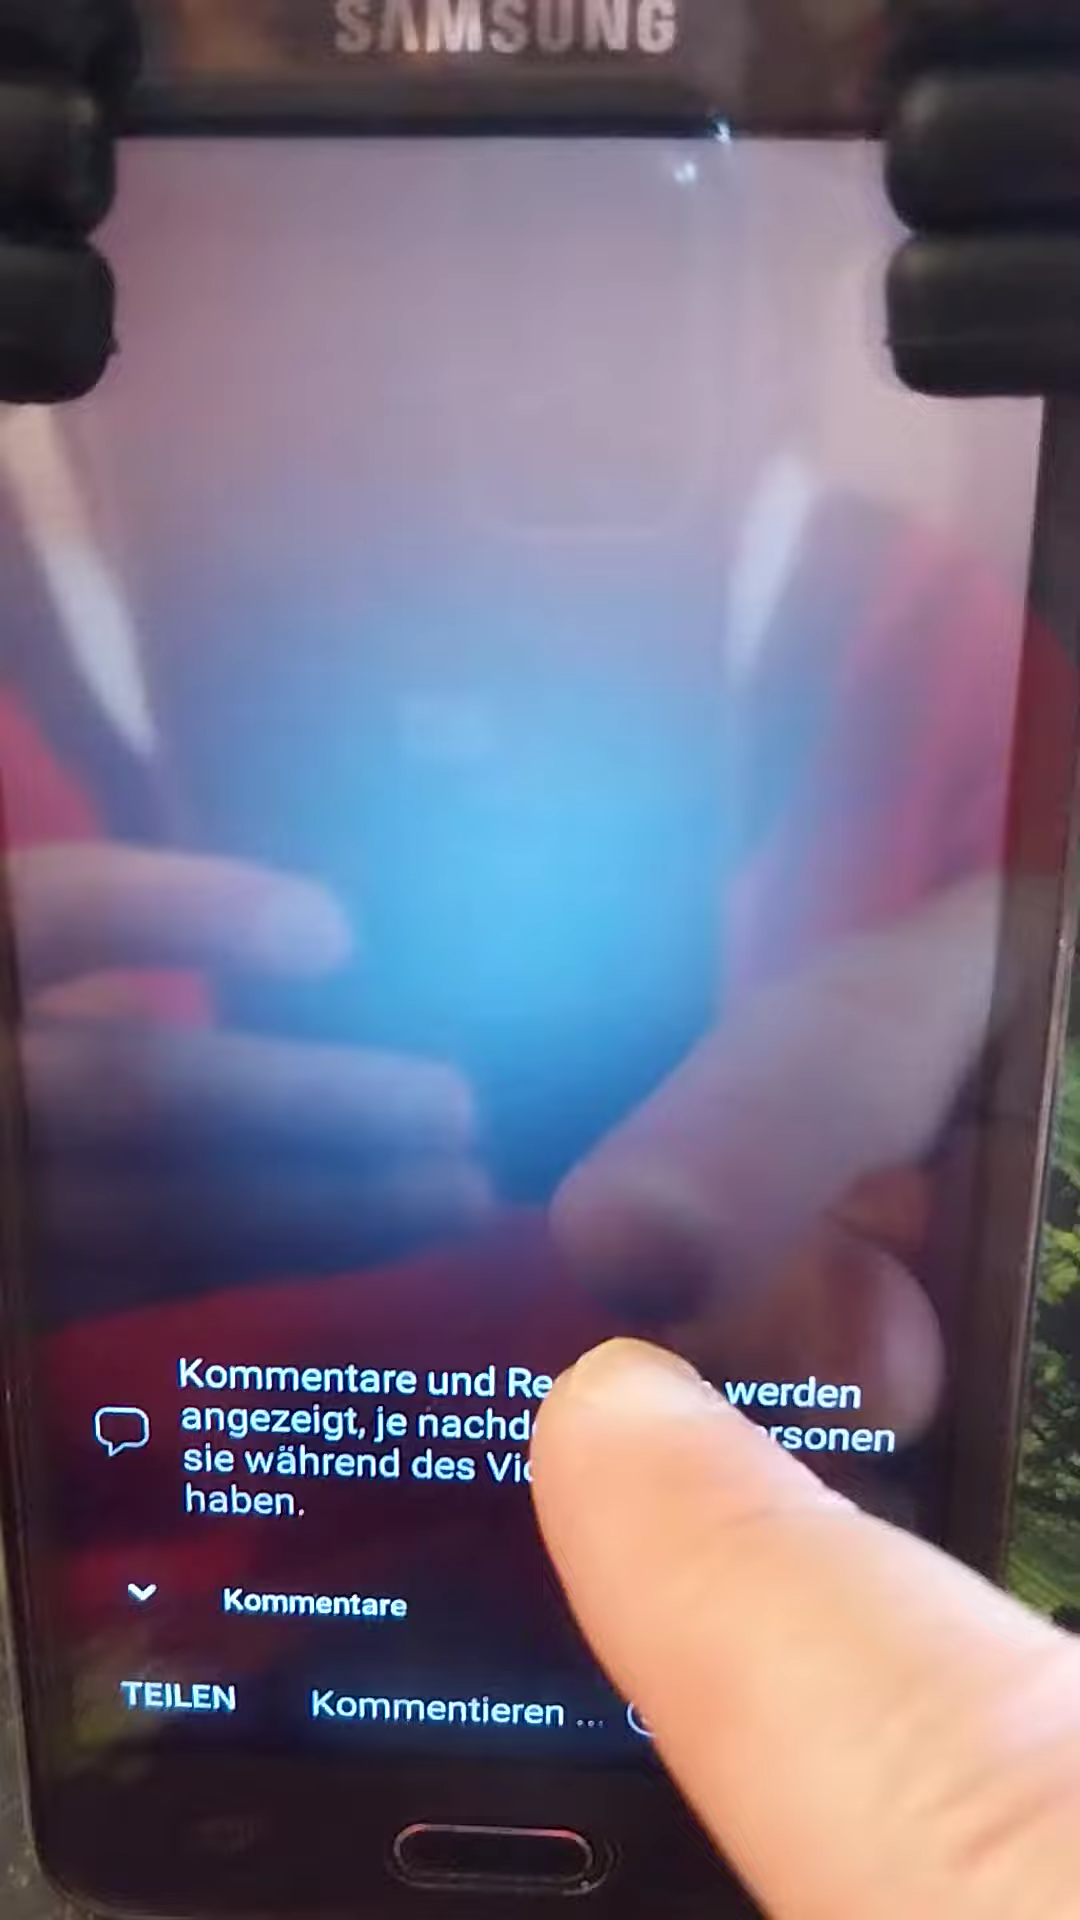 SAMSUNG
Kommentare und Re werden
angezeigt, je nachd rsonen
sie während des Vi
haben.
Kommentare
TEILEN Kommentieren ...